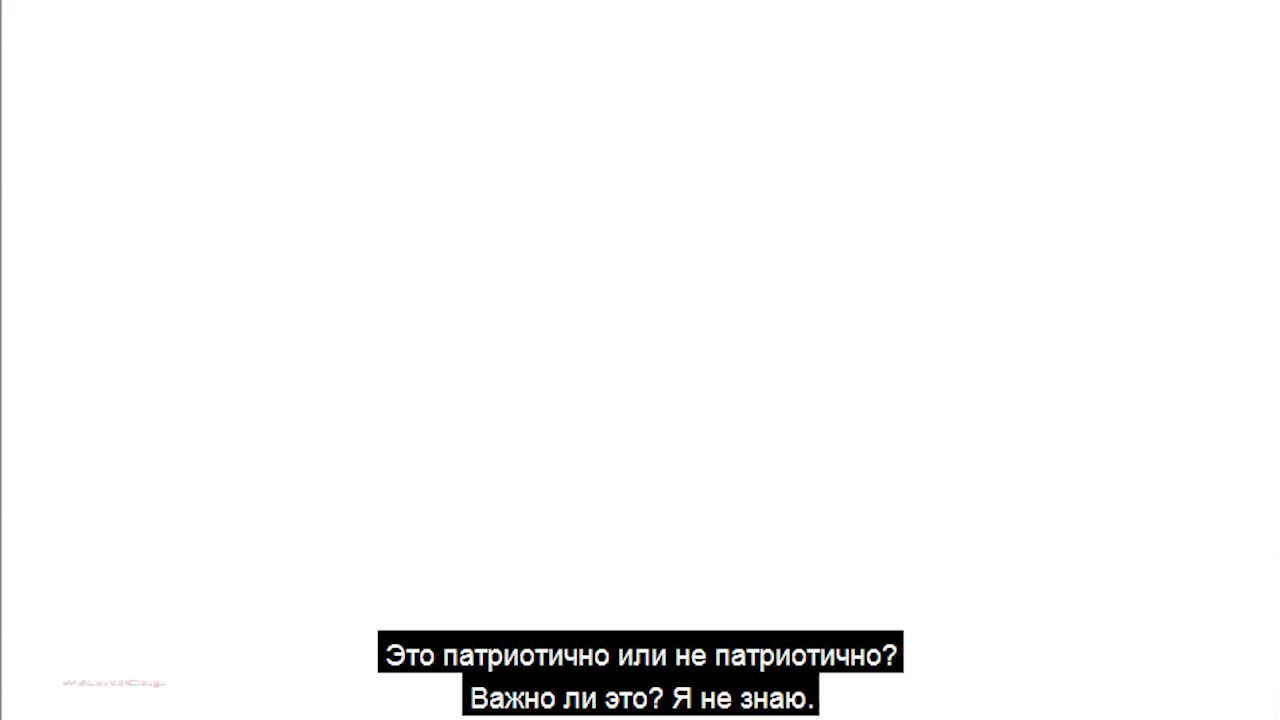 Это патриотично или не патриотично?
Важно ли это? Я не знаю.